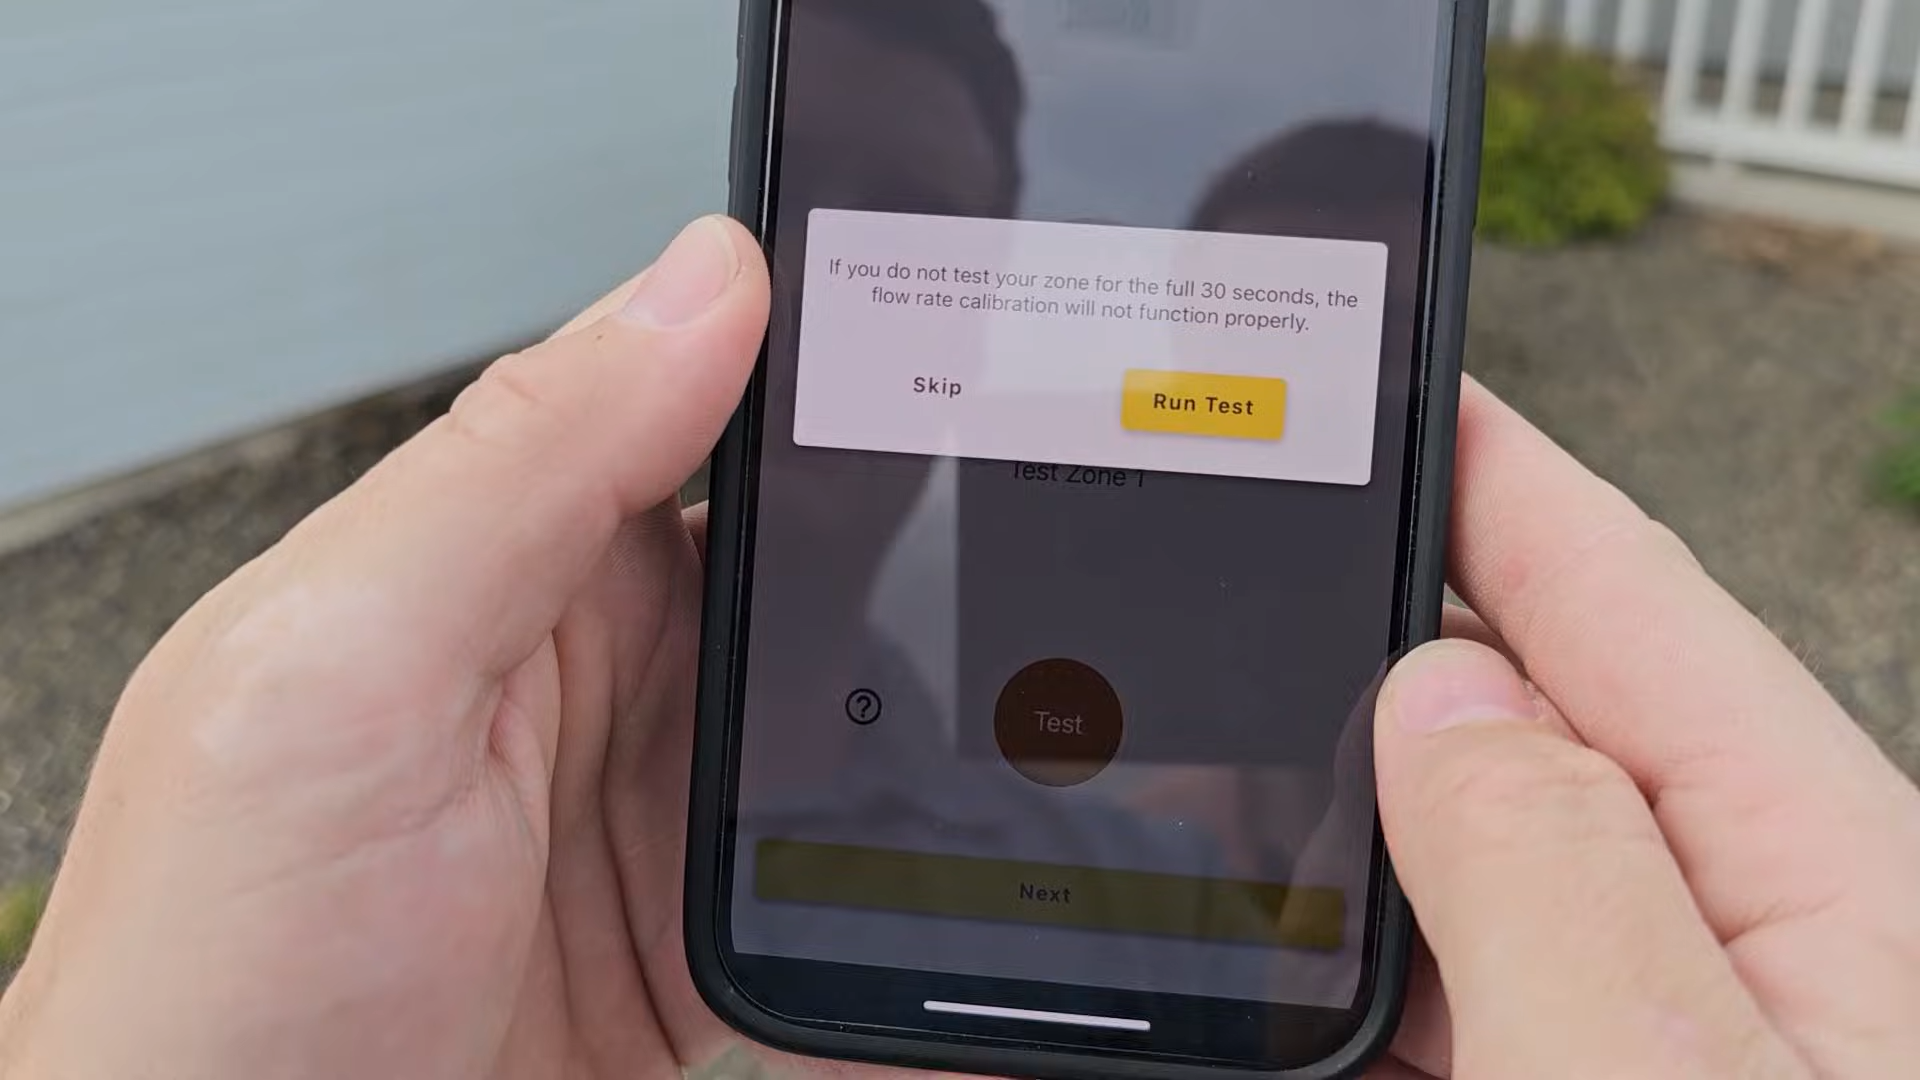 If you do not test your zone for the full 30 seconds, the
flow rate calibration will not function properly.
Skip
Run Test
Test Zone 1
Test
Next